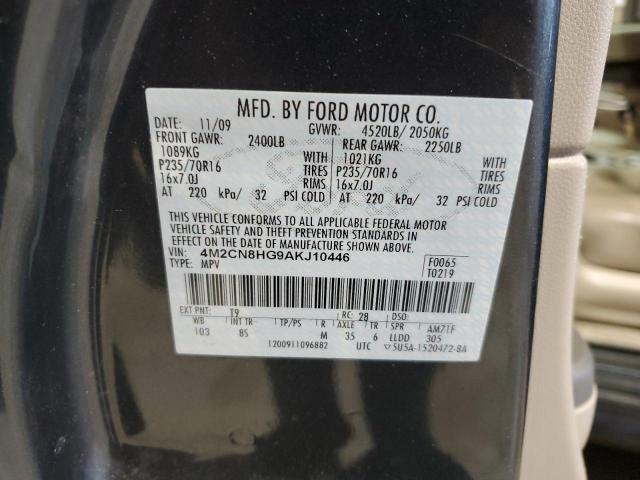 MFD. BY FORD MOTOR CO.
DATE: 11/09 GVWR: 4520LB/ 2050KG
FRONT GAWR: 2400LB REAR GAWR: 2250LB
1089KG WITH 1021KG WITH
P235/70R16 TIRES P235/70R16 TIRES
16x7.0J RIMS 16x7.0J RIMS
AT 220 kPa/ 32 PSI COLD AT 220 kPa/ 32 PSI COLD
THIS VEHICLE CONFORMS TO ALL APPLICABLE FEDERAL MOTOR
VEHICLE SAFETY AND THEFT PREVENTION STANDARDS IN
EFFECT ON THE DATE OF MANUFACTURE SHOWN ABOVE.
VIN: 4M2CN8HG9AKJ10446 F0065
TYPE: MPV T0219
EXT PNT: T9 RC: 28 DSO:
WB INT TR TP/PS R AXLE TR SPR AM71F
103 85 M 35 6 LLDD 305
1200911096882 UTC 5U5A-1520472-8A